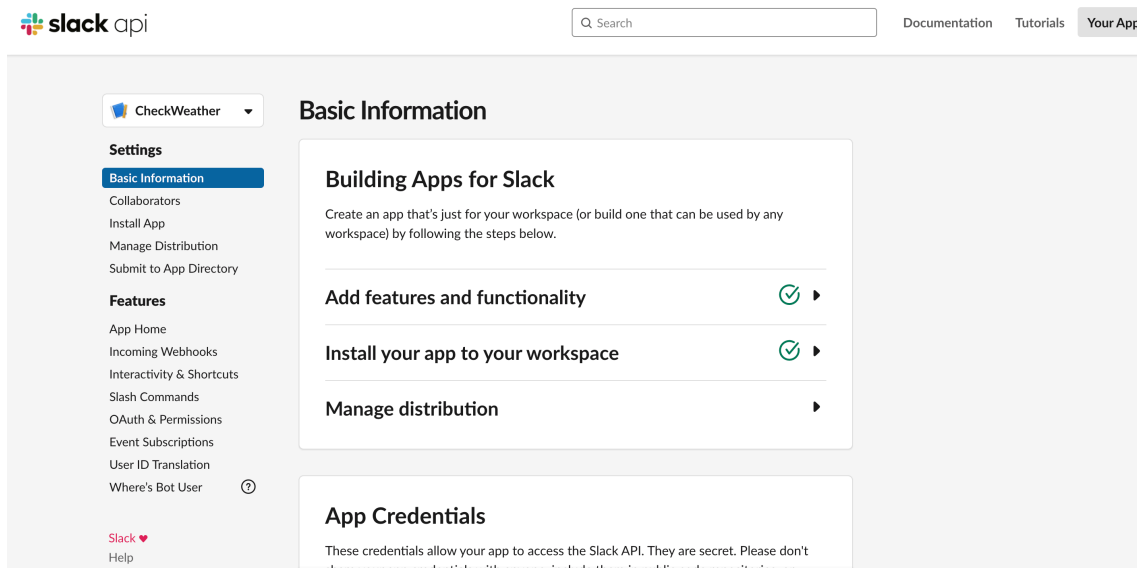 slack api
Search
Documentation
Tutorials
Your App
CheckWeather
Settings
Basic Information
Collaborators
Install App
Manage Distribution
Submit to App Directory
Features
App Home
Incoming Webhooks
Interactivity & Shortcuts
Slash Commands
OAuth & Permissions
Event Subscriptions
User ID Translation
Where's Bot User
Slack ♥
Help
Basic Information
Building Apps for Slack
Create an app that's just for your workspace (or build one that can be used by any
workspace) by following the steps below.
Add features and functionality
Install your app to your workspace
Manage distribution
App Credentials
These credentials allow your app to access the Slack API. They are secret. Please don't